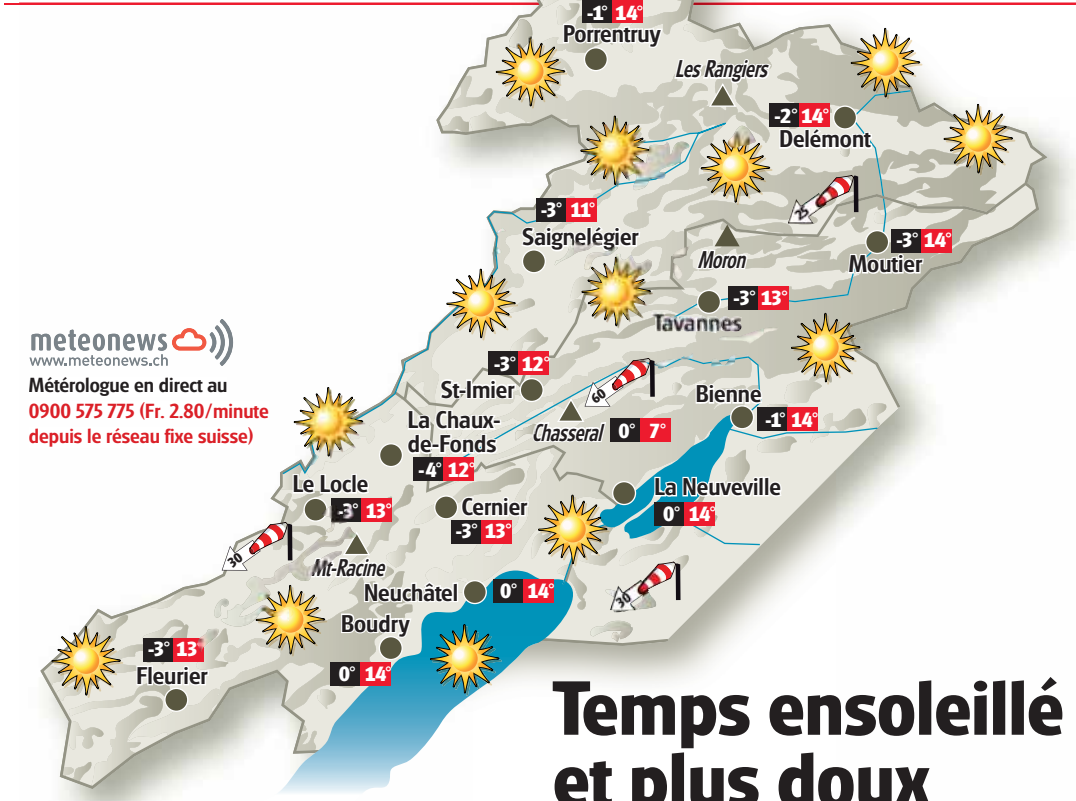 -1° 14°
Porrentruy
Les Rangiers
-2° 14°
Delémont
25
-3° 11°
Saignelégier
Moron
-3° 14°
Moutier
-3° 13°
Tavannes
meteonews
www.meteonews.ch
Météorologue en direct au
0900 575 775 (Fr. 2.80/minute
depuis le réseau fixe suisse)
-3° 12°
St-Imier
60
Chasseral 0° 7°
Bienne
-1° 14°
La Chaux-
de-Fonds
-4° 12°
Le Locle
-3° 13°
Cernier
-3° 13°
La Neuveville
0° 14°
30
Mt-Racine
Neuchâtel 0° 14°
30
Boudry
0° 14°
-3° 13°
Fleurier
Temps ensoleillé
et plus doux